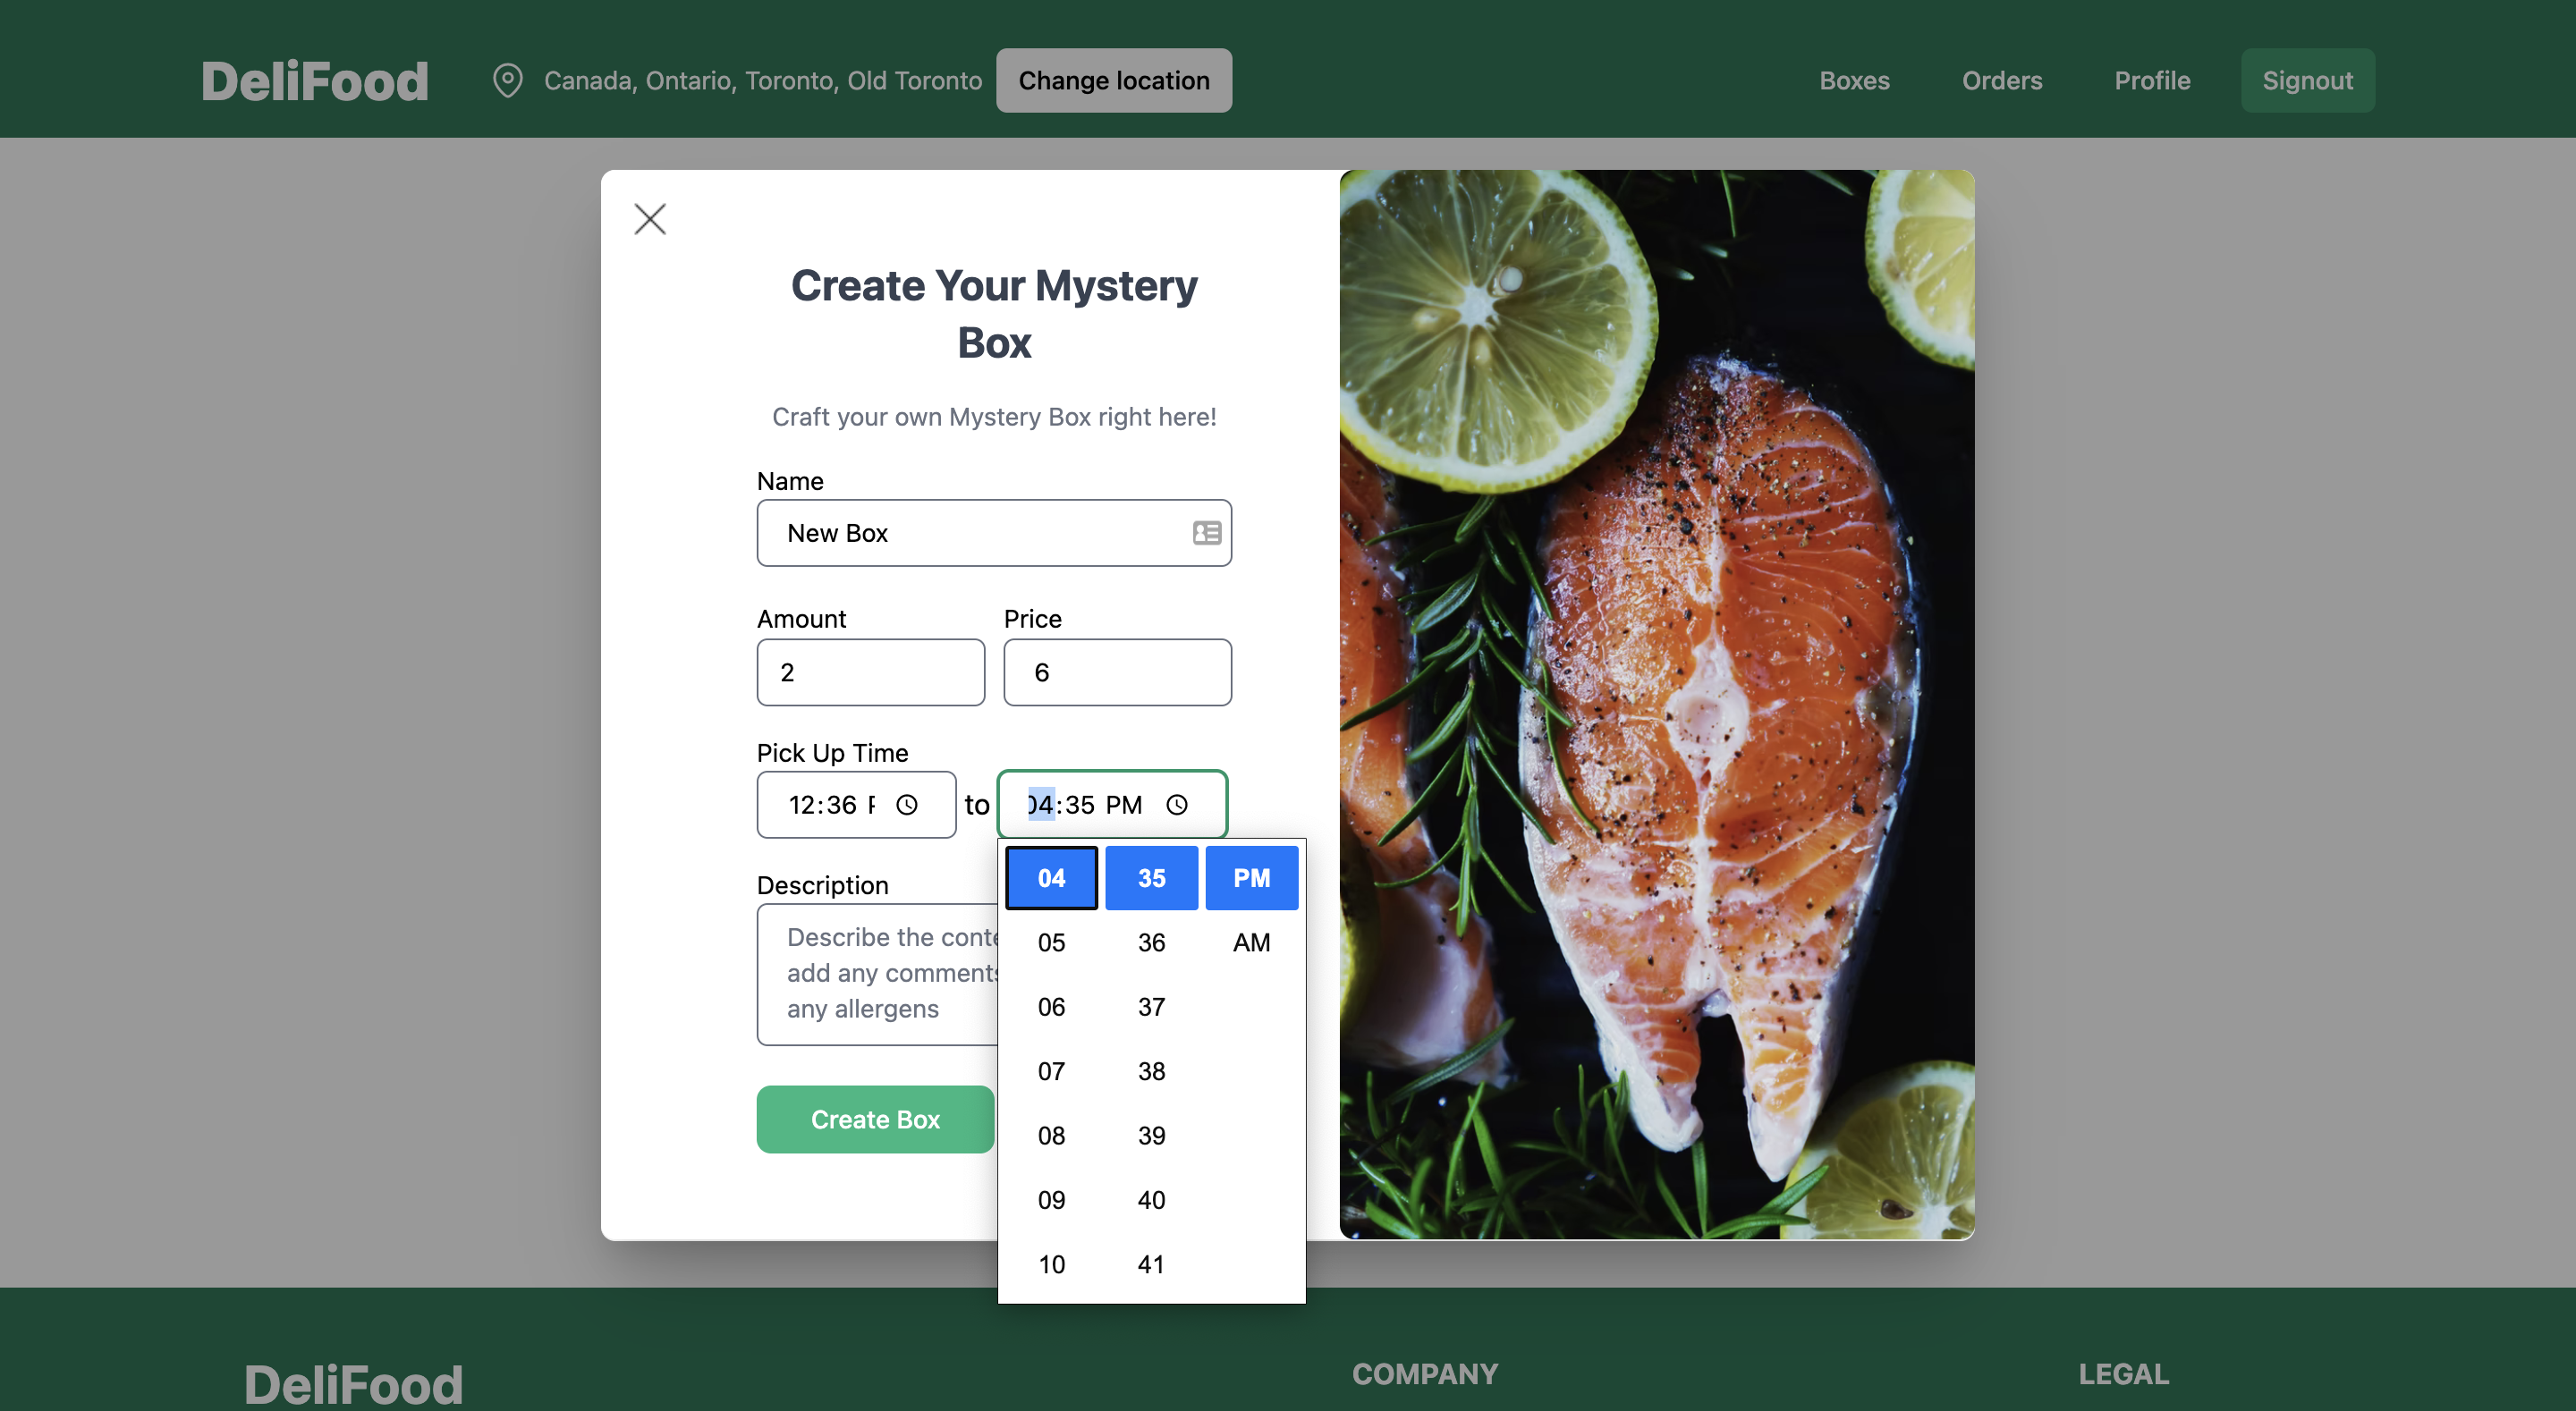 DeliFood
Canada, Ontario, Toronto, Old Toronto
Change location
Boxes
Orders
Profile
Signout
Create Your Mystery
Box
Craft your own Mystery Box right here!
Name
New Box
Amount
Price
2
6
Pick Up Time
12:36
to
04:35 PM
Description
Describe the
add any
any allergens
04 35 PM
05 36 AM
06 37
07 38
08 39
09 40
10 41
Create Box
DeliFood
COMPANY
LEGAL